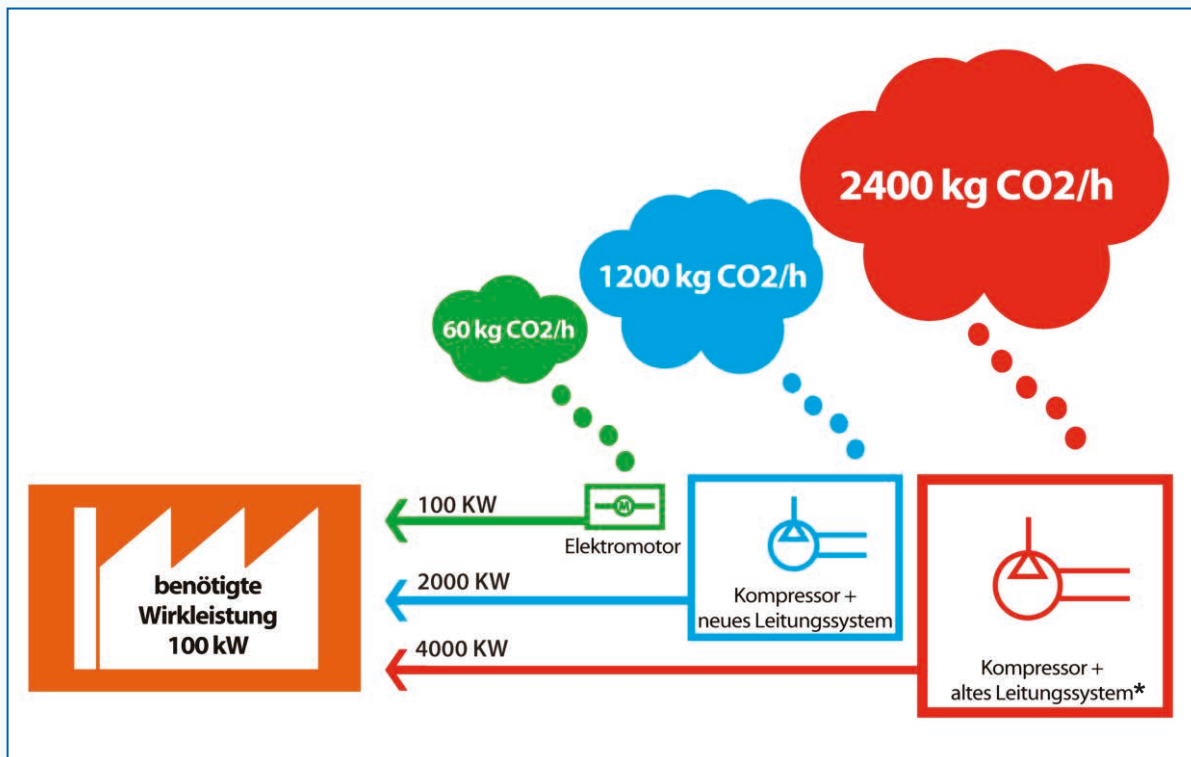 2400 kg CO2/h
1200 kg CO2/h
60 kg CO2/h
100 KW
M
Elektromotor
benötigte
Wirkleistung
100 kW
2000 KW
Kompressor +
neues Leitungssystem
4000 KW
Kompressor +
altes Leitungssystem*